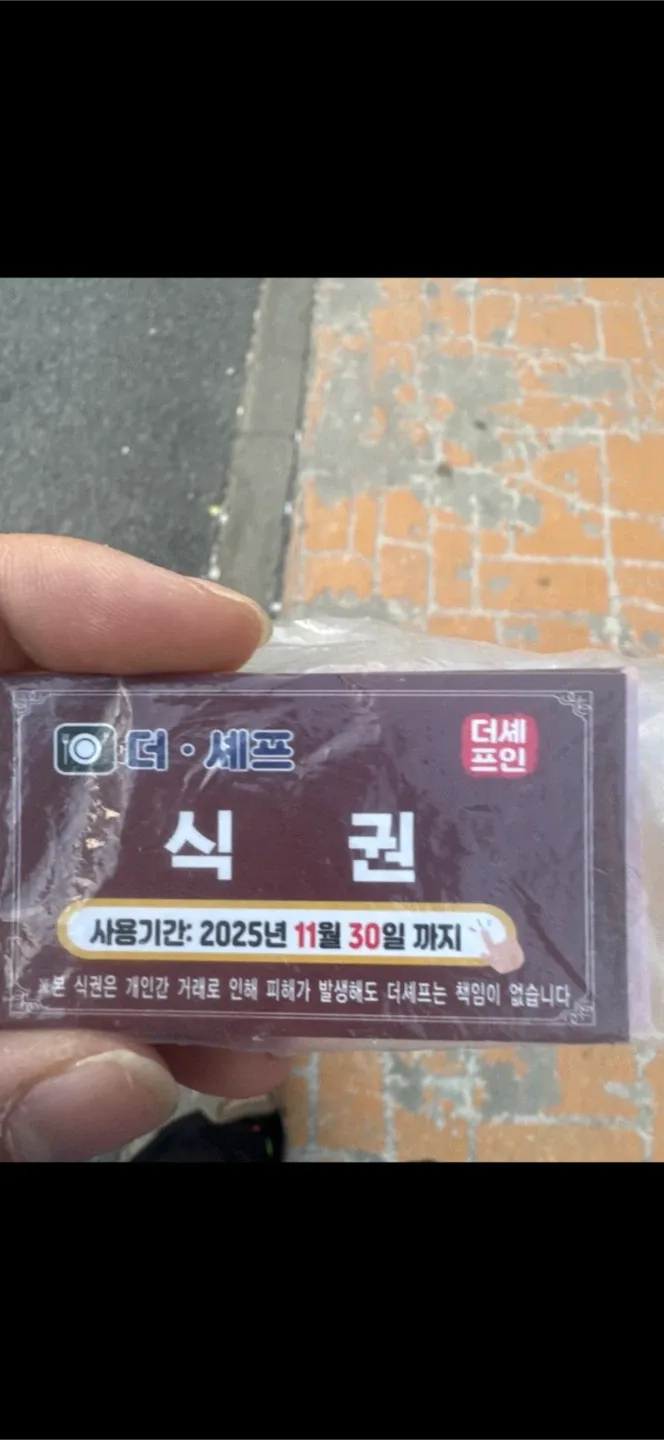 더·셰프
더셰
프인
식 권
사용기간: 2025년 11월 30일 까지
※본 식권은 개인간 거래로 인해 피해가 발생해도 더셰프는 책임이 없습니다